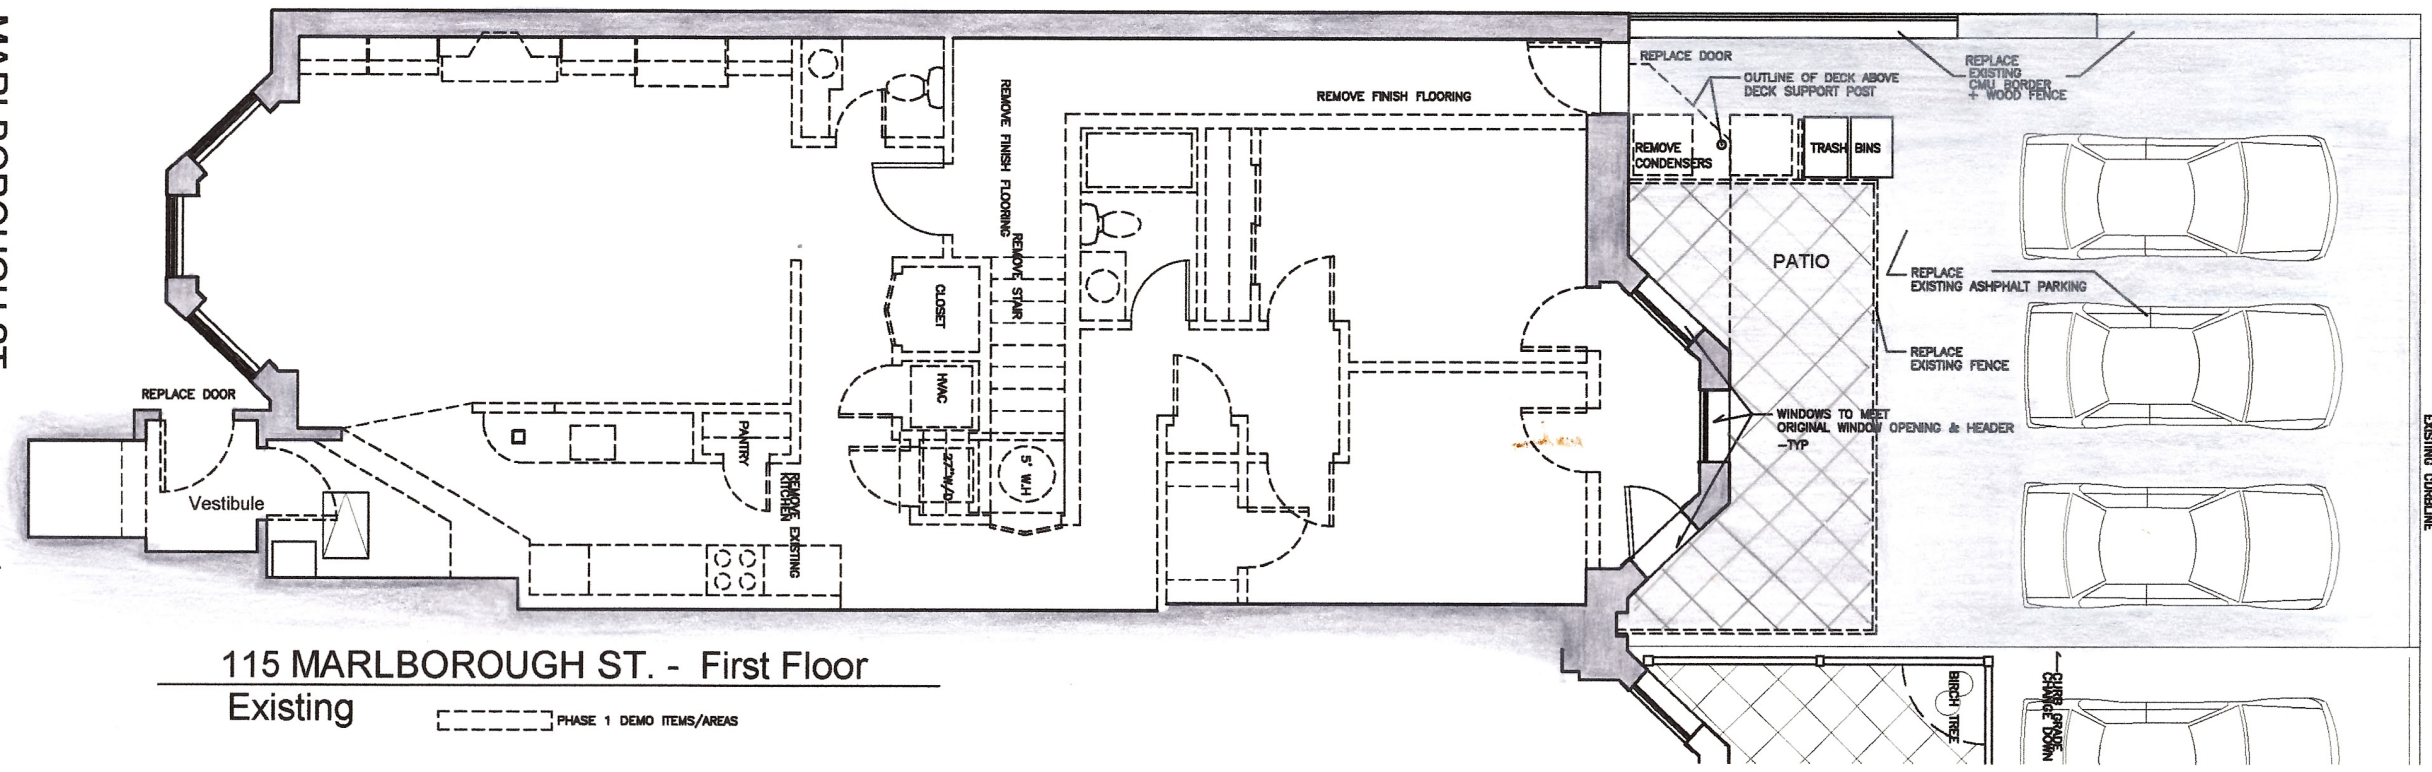 MARLBOROUGH ST
REPLACE DOOR
Vestibule
PANTRY
REMOVE EXISTING
KITCHEN
CLOSET
HVAC
27" W/D
5' W.H
REMOVE FINISH FLOORING
REMOVE STAIR
REMOVE FINISH FLOORING
REPLACE DOOR
OUTLINE OF DECK ABOVE
DECK SUPPORT POST
REPLACE
EXISTING
CMU BORDER
+ WOOD FENCE
REMOVE
CONDENSERS
TRASH BINS
PATIO
REPLACE
EXISTING ASHPHALT PARKING
REPLACE
EXISTING FENCE
WINDOWS TO MEET
ORIGINAL WINDOW OPENING & HEADER
-TYP
EXISTING CURBLINE
BIRCH TREE
CURB GRADE
CHANGE DOWN
115 MARLBOROUGH ST. - First Floor
Existing
PHASE 1 DEMO ITEMS/AREAS